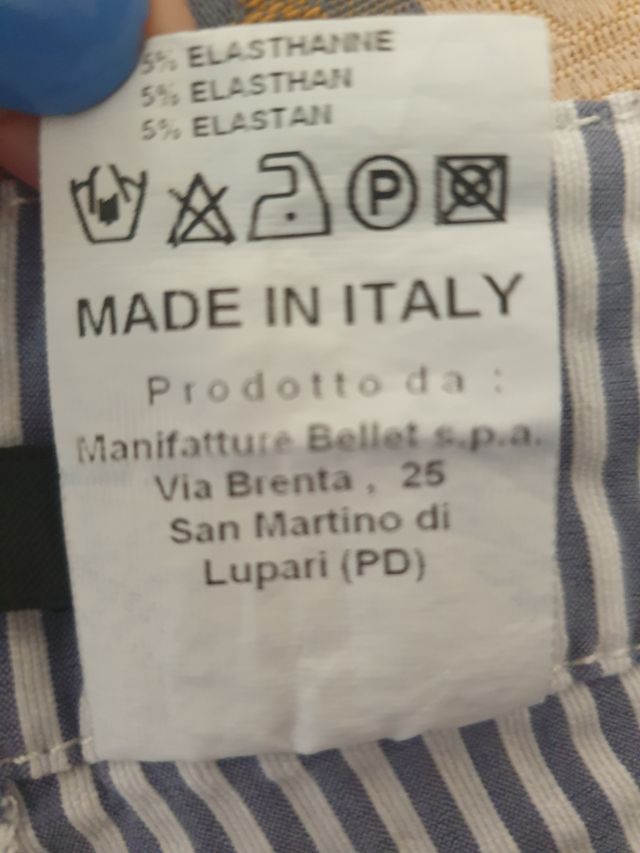 5% ELASTHANNE
5% ELASTHAN
5% ELASTAN
P
MADE IN ITALY
Prodotto da :
Manifatture Bellet s.p.a.
Via Brenta , 25
San Martino di
Lupari (PD)